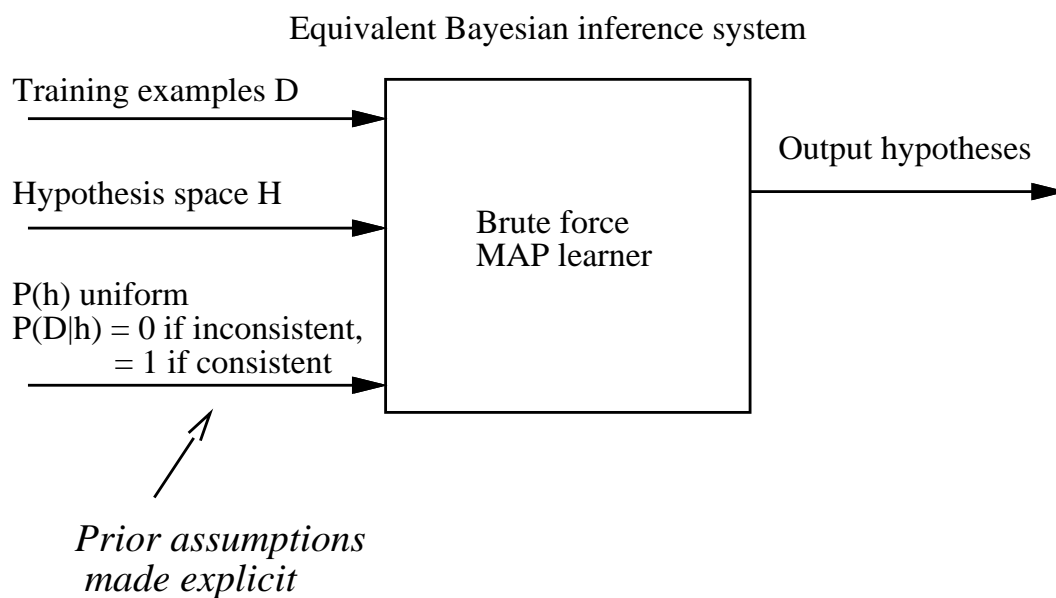 Equivalent Bayesian inference system
Training examples D
Output hypotheses
Hypothesis space H
Brute force
MAP learner
P(h) uniform
P(D|h) = 0 if inconsistent,
= 1 if consistent
Prior assumptions
made explicit